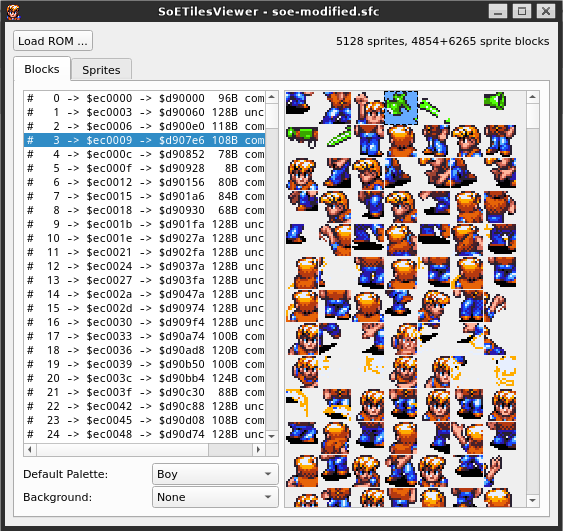 SoETilesViewer - soe-modified.sfc
Load ROM ...
5128 sprites, 4854+6265 sprite blocks
Blocks
Sprites
# 0 -> $ec0000 -> $d90000 96B com
# 1 -> $ec0003 -> $d90060 128B unc
# 2 -> $ec0006 -> $d900e0 118B com
# 3 -> $ec0009 -> $d907e6 108B com
# 4 -> $ec000c -> $d90852 78B com
# 5 -> $ec000f -> $d90928 8B com
# 6 -> $ec0012 -> $d90156 80B com
# 7 -> $ec0015 -> $d901a6 84B com
# 8 -> $ec0018 -> $d90930 68B com
# 9 -> $ec001b -> $d901fa 128B unc
# 10 -> $ec001e -> $d9027a 128B unc
# 11 -> $ec0021 -> $d902fa 128B unc
# 12 -> $ec0024 -> $d9037a 128B unc
# 13 -> $ec0027 -> $d903fa 128B unc
# 14 -> $ec002a -> $d9047a 128B unc
# 15 -> $ec002d -> $d90974 128B unc
# 16 -> $ec0030 -> $d909f4 128B unc
# 17 -> $ec0033 -> $d90a74 100B com
# 18 -> $ec0036 -> $d90ad8 120B com
# 19 -> $ec0039 -> $d90b50 100B com
# 20 -> $ec003c -> $d90bb4 124B com
# 21 -> $ec003f -> $d90c30 88B com
# 22 -> $ec0042 -> $d90c88 128B unc
# 23 -> $ec0045 -> $d90d08 108B com
# 24 -> $ec0048 -> $d90d74 128B unc
Default Palette: Boy
Background: None